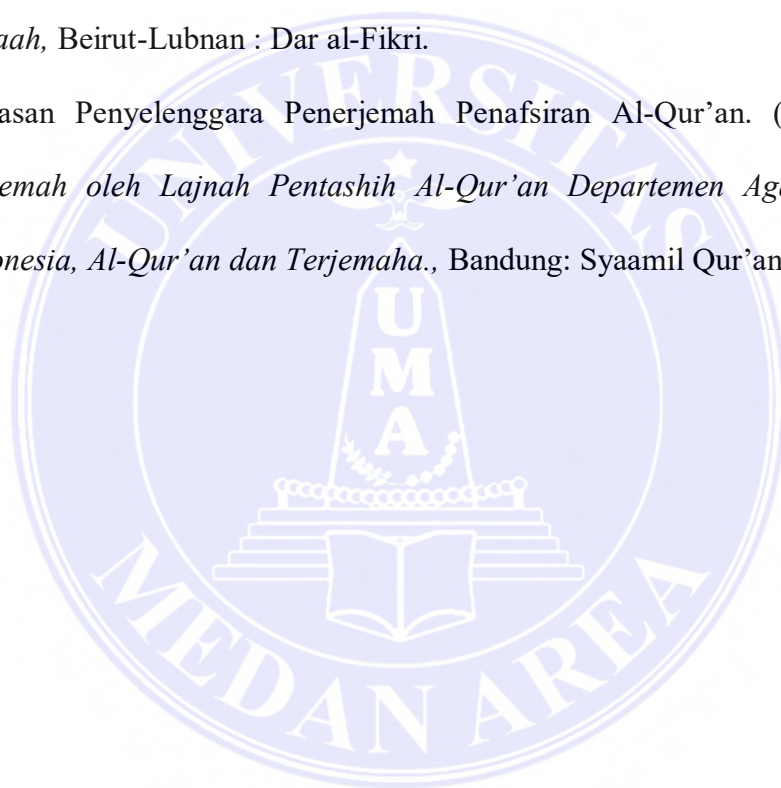 aah, Beirut-Lubnan : Dar al-Fikri.
asan Penyelenggara Penerjemah Penafsiran Al-Qur’an. (
emah oleh Lajnah Pentashih Al-Qur’an Departemen Ag
onesia, Al-Qur’an dan Terjemaha., Bandung: Syaamil Qur’an
UNIVERSITAS
U
M
A
MEDAN AREA